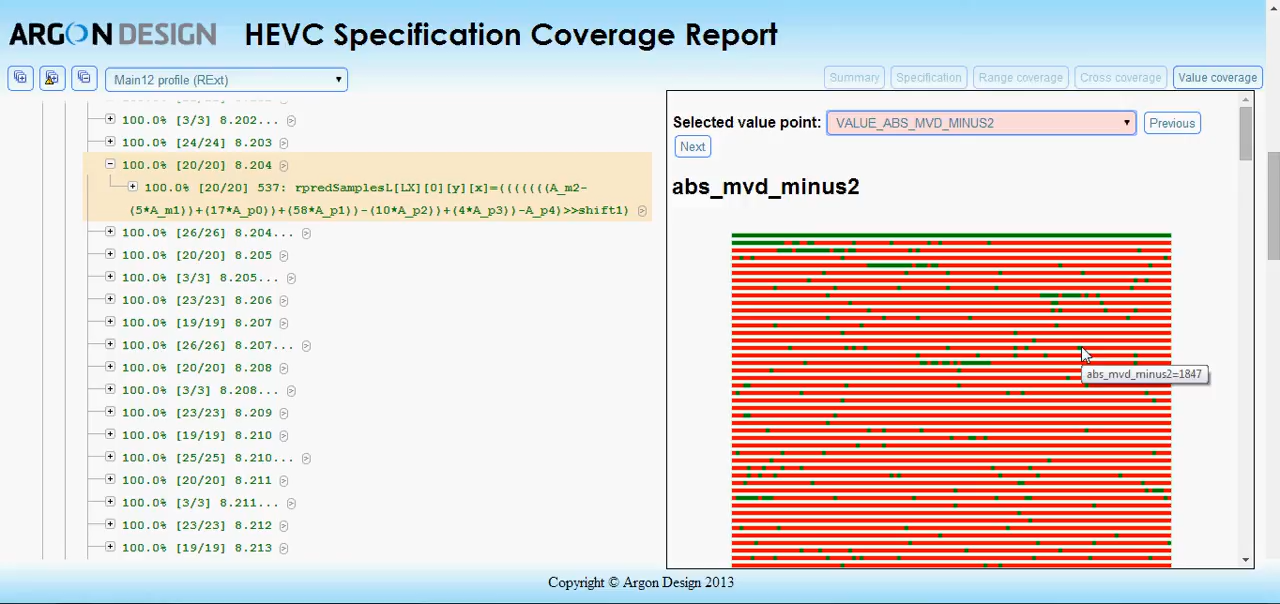 ARGON DESIGN HEVC Specification Coverage Report
Main12 profile (RExt)
Summary Specification Range coverage Cross coverage Value coverage
100.0% [3/3] 8.202...
100.0% [24/24] 8.203
100.0% [20/20] 8.204
100.0% [20/20] 537: rpredSamplesL[LX][0][y][x]=(((((((A_m2-
(5*A_m1))+(17*A_p0))+(58*A_p1))-(10*A_p2))+(4*A_p3))-A_p4)>>shift1)
100.0% [26/26] 8.204...
100.0% [20/20] 8.205
100.0% [3/3] 8.205...
100.0% [23/23] 8.206
100.0% [19/19] 8.207
100.0% [26/26] 8.207...
100.0% [20/20] 8.208
100.0% [3/3] 8.208...
100.0% [23/23] 8.209
100.0% [19/19] 8.210
100.0% [25/25] 8.210...
100.0% [20/20] 8.211
100.0% [3/3] 8.211...
100.0% [23/23] 8.212
100.0% [19/19] 8.213
Selected value point: VALUE_ABS_MVD_MINUS2 Previous
Next
abs_mvd_minus2
abs_mvd_minus2=1847
Copyright © Argon Design 2013